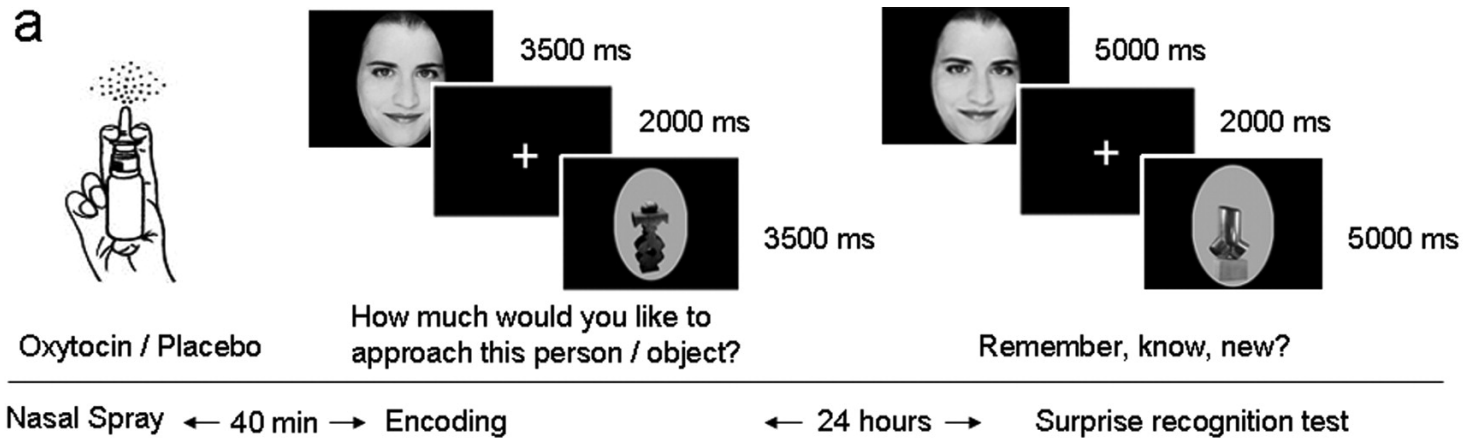 a
3500 ms
2000 ms
3500 ms
5000 ms
2000 ms
5000 ms
Oxytocin / Placebo
How much would you like to
approach this person / object?
Remember, know, new?
Nasal Spray ← 40 min → Encoding ← 24 hours → Surprise recognition test